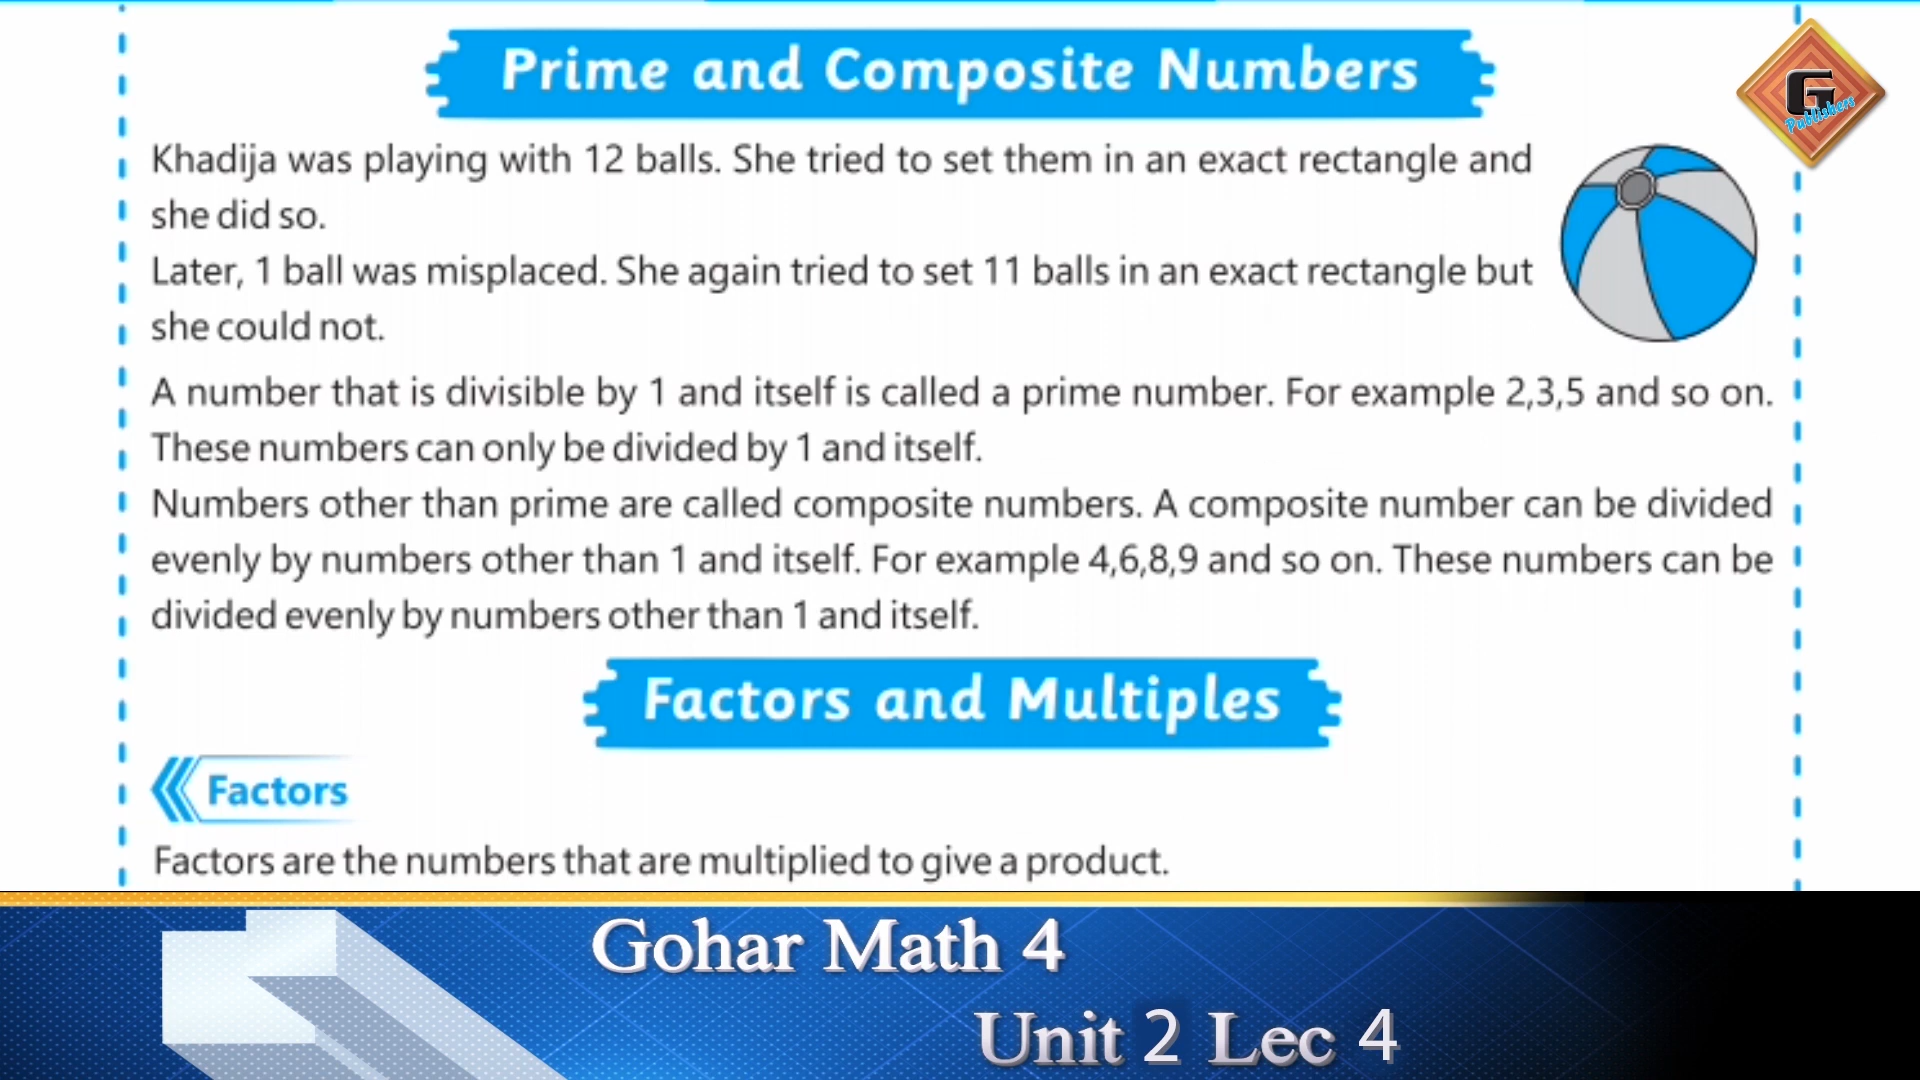 Prime and Composite Numbers
G
Publishers
Khadija was playing with 12 balls. She tried to set them in an exact rectangle and
she did so.
Later, 1 ball was misplaced. She again tried to set 11 balls in an exact rectangle but
she could not.
A number that is divisible by 1 and itself is called a prime number. For example 2,3,5 and so on.
These numbers can only be divided by 1 and itself.
Numbers other than prime are called composite numbers. A composite number can be divided
evenly by numbers other than 1 and itself. For example 4,6,8,9 and so on. These numbers can be
divided evenly by numbers other than 1 and itself.
Factors and Multiples
Factors
Factors are the numbers that are multiplied to give a product.
Gohar Math 4
Unit 2 Lec 4